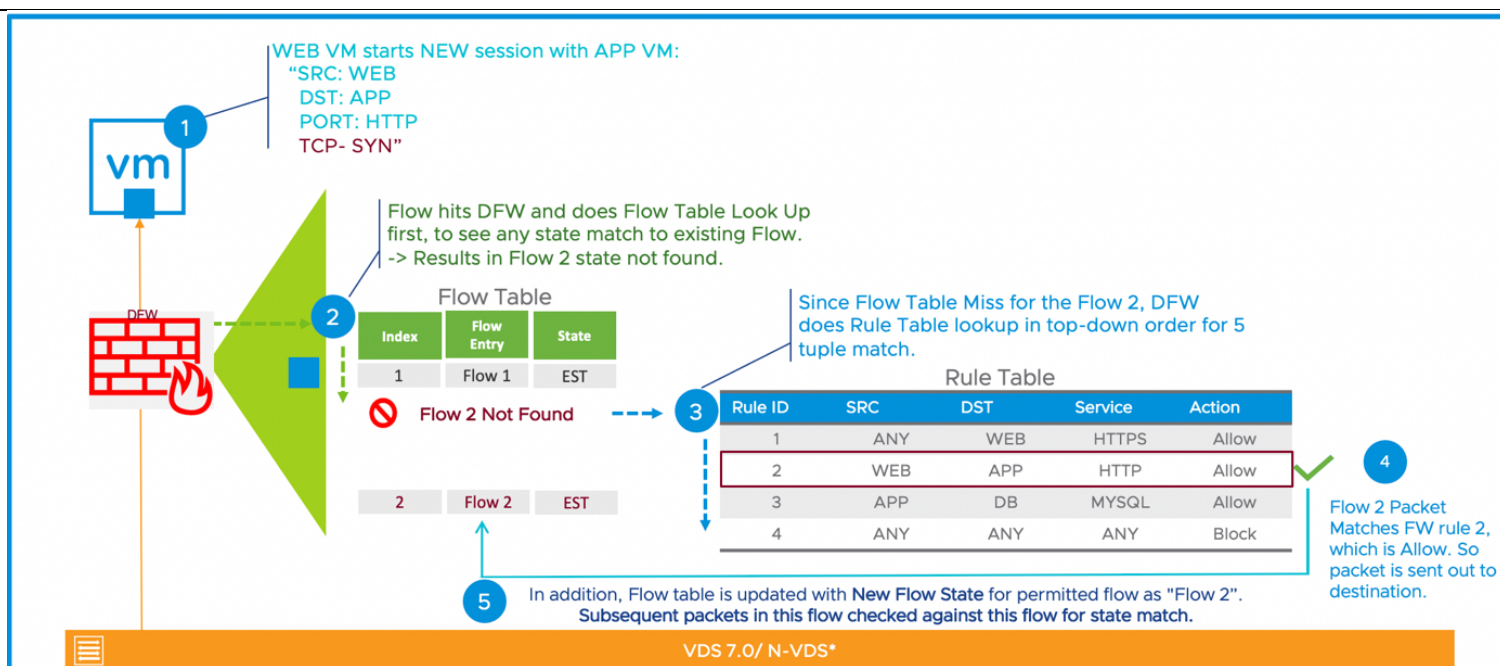 WEB VM starts NEW session with APP VM:
“SRC: WEB
DST: APP
PORT: HTTP
TCP- SYN”
1
vm
Flow hits DFW and does Flow Table Look Up
first, to see any state match to existing Flow.
-> Results in Flow 2 state not found.
DFW
2
Flow Table
Index Flow Entry State
1 Flow 1 EST
Flow 2 Not Found
2 Flow 2 EST
Since Flow Table Miss for the Flow 2, DFW
does Rule Table lookup in top-down order for 5
tuple match.
3
Rule Table
Rule ID SRC DST Service Action
1 ANY WEB HTTPS Allow
2 WEB APP HTTP Allow
3 APP DB MYSQL Allow
4 ANY ANY ANY Block
4
Flow 2 Packet
Matches FW rule 2,
which is Allow. So
packet is sent out to
destination.
5
In addition, Flow table is updated with New Flow State for permitted flow as "Flow 2".
Subsequent packets in this flow checked against this flow for state match.
VDS 7.0/ N-VDS*